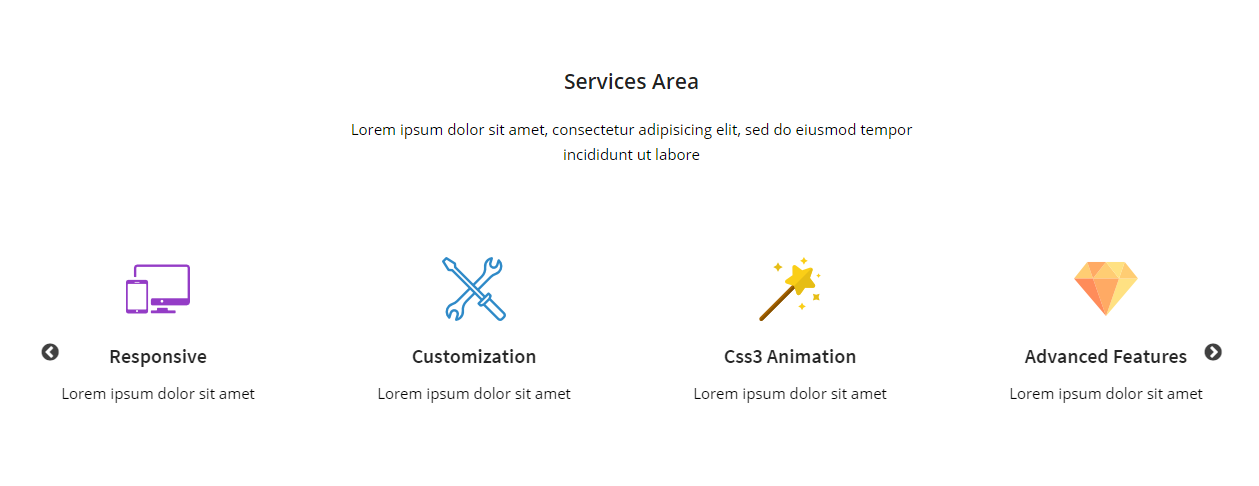 Services Area
Lorem ipsum dolor sit amet, consectetur adipisicing elit, sed do eiusmod tempor
incididunt ut labore
Responsive
Lorem ipsum dolor sit amet
Customization
Lorem ipsum dolor sit amet
Css3 Animation
Lorem ipsum dolor sit amet
Advanced Features
Lorem ipsum dolor sit amet